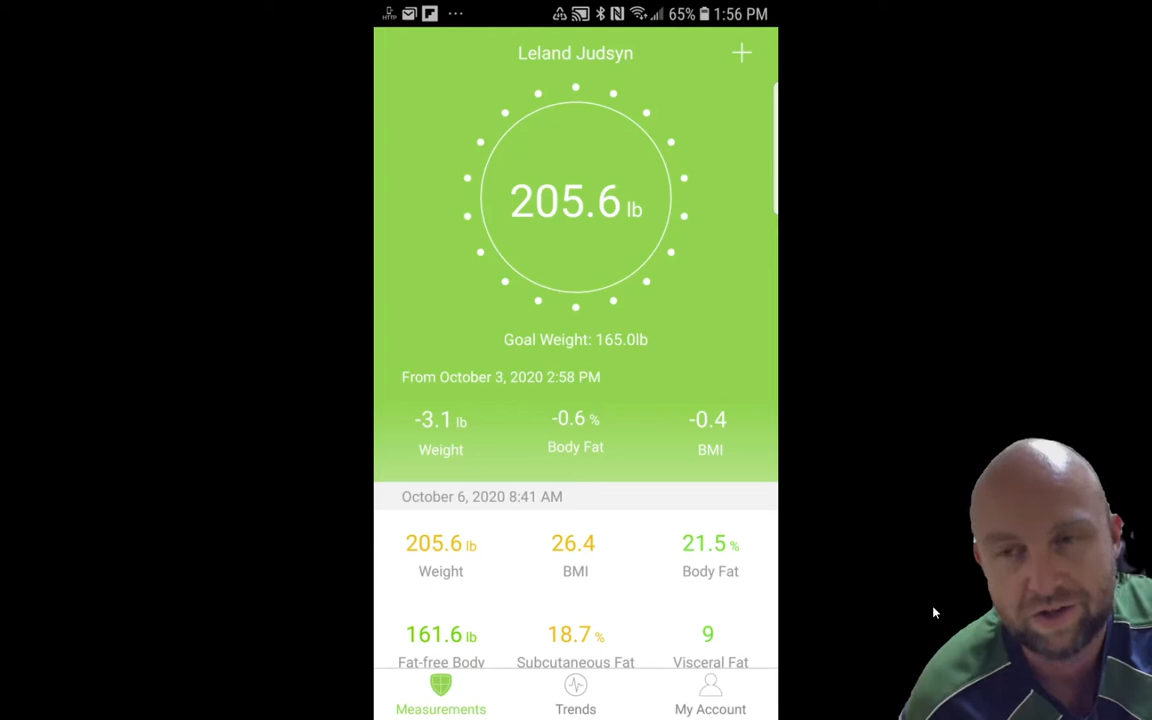 HTTP ... 65% 1:56 PM
Leland Judsyn
205.6 lb
Goal Weight: 165.0lb
From October 3, 2020 2:58 PM
-3.1 lb -0.6 % -0.4
Weight Body Fat BMI
October 6, 2020 8:41 AM
205.6 lb 26.4 21.5 %
Weight BMI Body Fat
161.6 lb 18.7 % 9
Fat-free Body Subcutaneous Fat Visceral Fat
Measurements Trends My Account